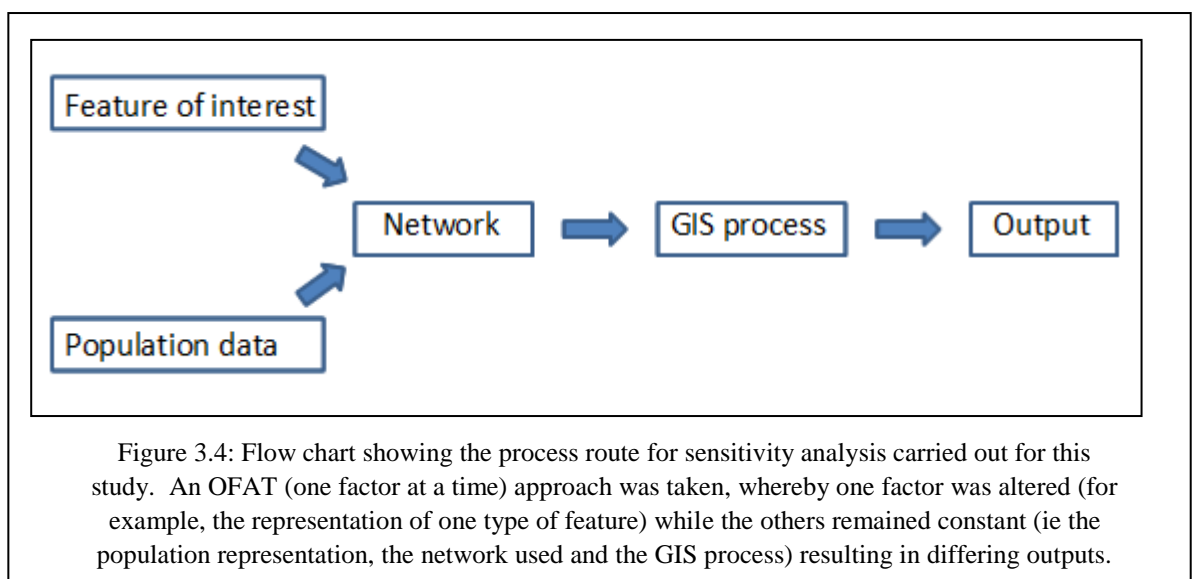 Feature of interest
Network
GIS process
Output
Population data
Figure 3.4: Flow chart showing the process route for sensitivity analysis carried out for this
study.  An OFAT (one factor at a time) approach was taken, whereby one factor was altered (for
example, the representation of one type of feature) while the others remained constant (ie the
population representation, the network used and the GIS process) resulting in differing outputs.